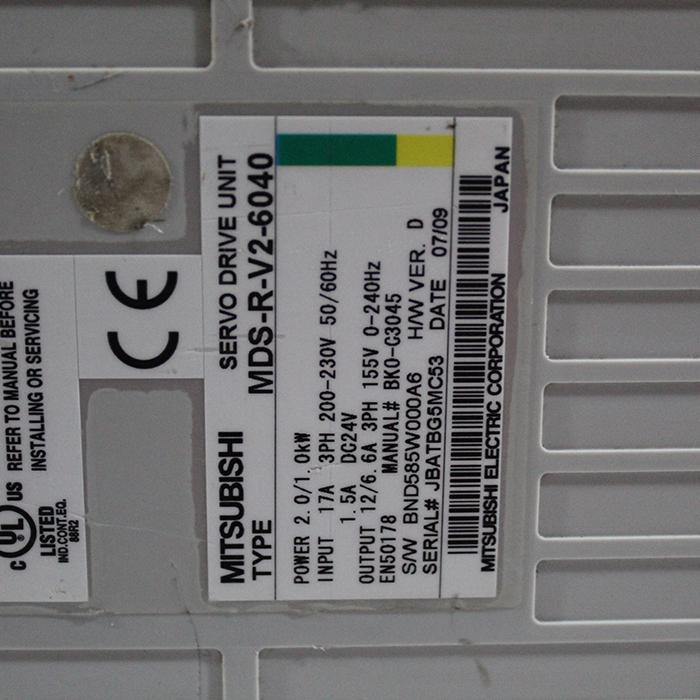 MITSUBISHI SERVO DRIVE UNIT
TYPE MDS-R-V2-6040
POWER 2.0/1.0kW
INPUT 17A 3PH 200-230V 50/60Hz
1.5A DC24V
OUTPUT 12/6.6A 3PH 155V 0-240Hz
EN50178 MANUAL# BKO-C3045
S/W BND585W000A6 H/W VER. D
SERIAL# JBATBG5MC53 DATE 07/09
MITSUBISHI ELECTRIC CORPORATION JAPAN
CE
C UL US
LISTED
IND.CONT.EQ.
88R2
REFER TO MANUAL BEFORE
INSTALLING OR SERVICING